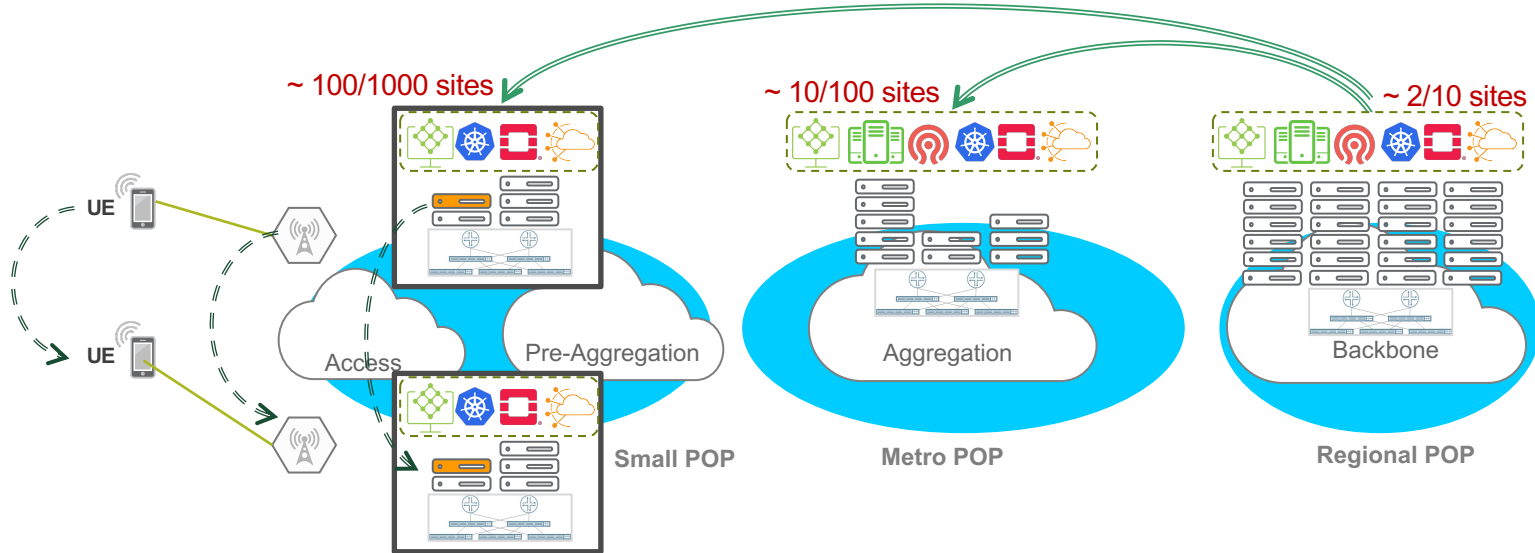 ~ 100/1000 sites
~ 10/100 sites
~ 2/10 sites
UE
UE
Access
Pre-Aggregation
Aggregation
Backbone
Small POP
Metro POP
Regional POP